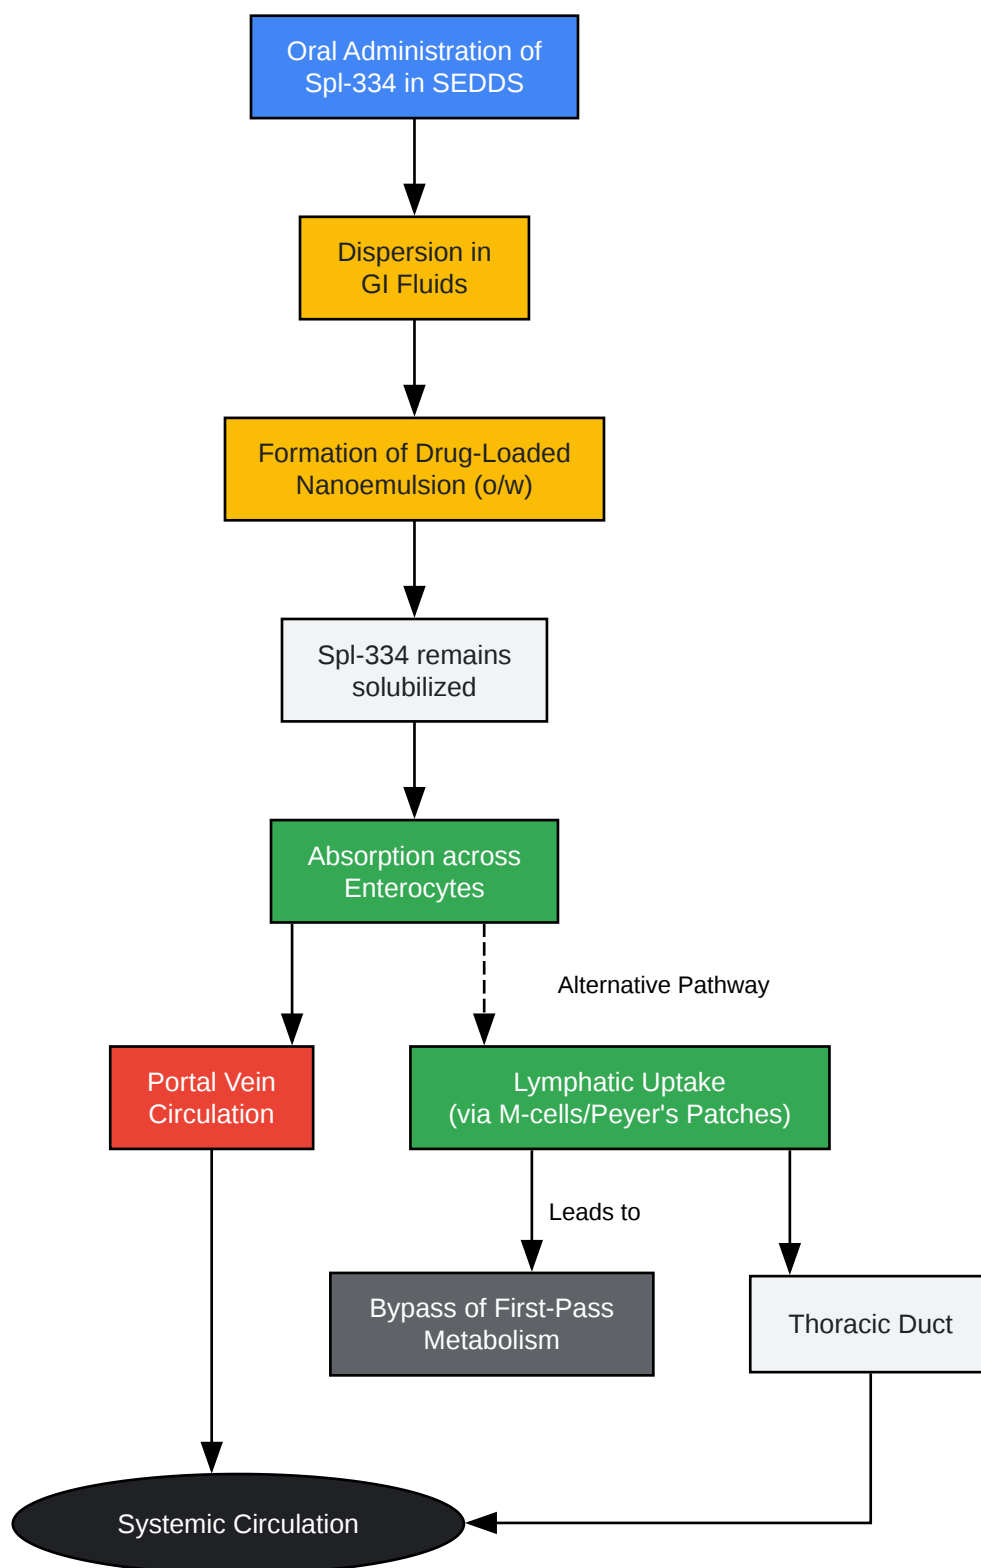 Oral Administration of
Spl-334 in SEDDS
Dispersion in
GI Fluids
Formation of Drug-Loaded
Nanoemulsion (o/w)
Spl-334 remains
solubilized
Absorption across
Enterocytes
Alternative Pathway
Portal Vein
Circulation
Lymphatic Uptake
(via M-cells/Peyer's Patches)
Leads to
Bypass of First-Pass
Metabolism
Thoracic Duct
Systemic Circulation